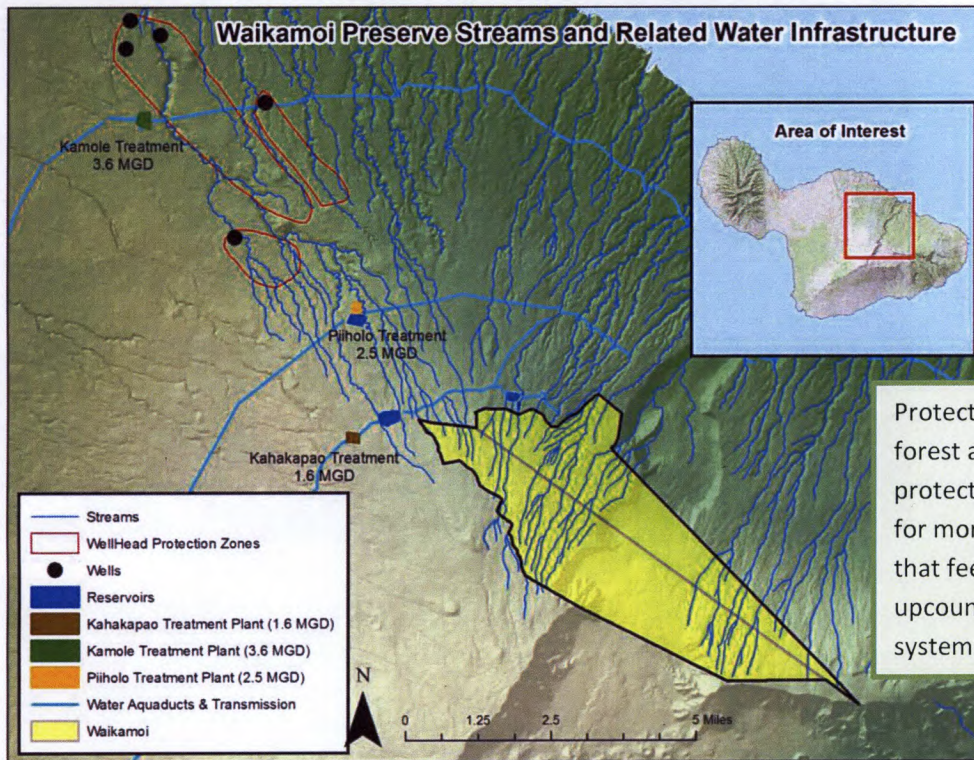 Waikamoi Preserve Streams and Related Water Infrastructure
Area of Interest
Kamole Treatment
3.6 MGD
Piiholo Treatment
2.5 MGD
Kahakapao Treatment
1.6 MGD
Protect
forest a
protect
for mor
that fee
upcoun
system
Streams
WellHead Protection Zones
Wells
Reservoirs
Kahakapao Treatment Plant (1.6 MGD)
Kamole Treatment Plant (3.6 MGD)
Piiholo Treatment Plant (2.5 MGD)
Water Aquaducts & Transmission
Waikamoi
N
0 1.25 2.5 5 Miles